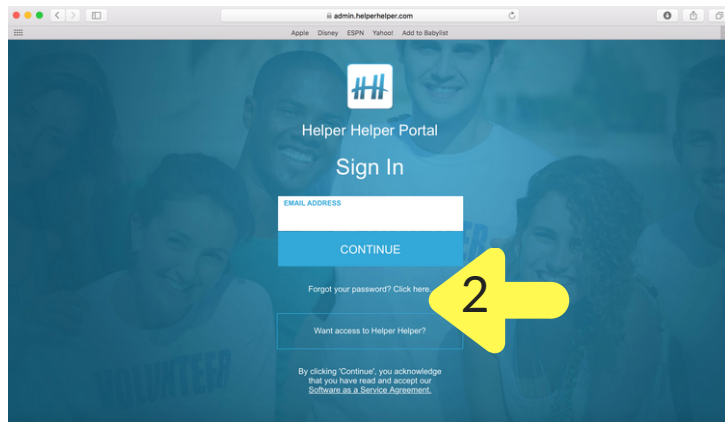 admin.helperhelper.com
Apple Disney ESPN Yahoo! Add to Babylist
HH
Helper Helper Portal
Sign In
EMAIL ADDRESS
CONTINUE
Forgot your password? Click here.
2
Want access to Helper Helper?
By clicking 'Continue', you acknowledge
that you have read and accept our
Software as a Service Agreement.
VOLUNTEER